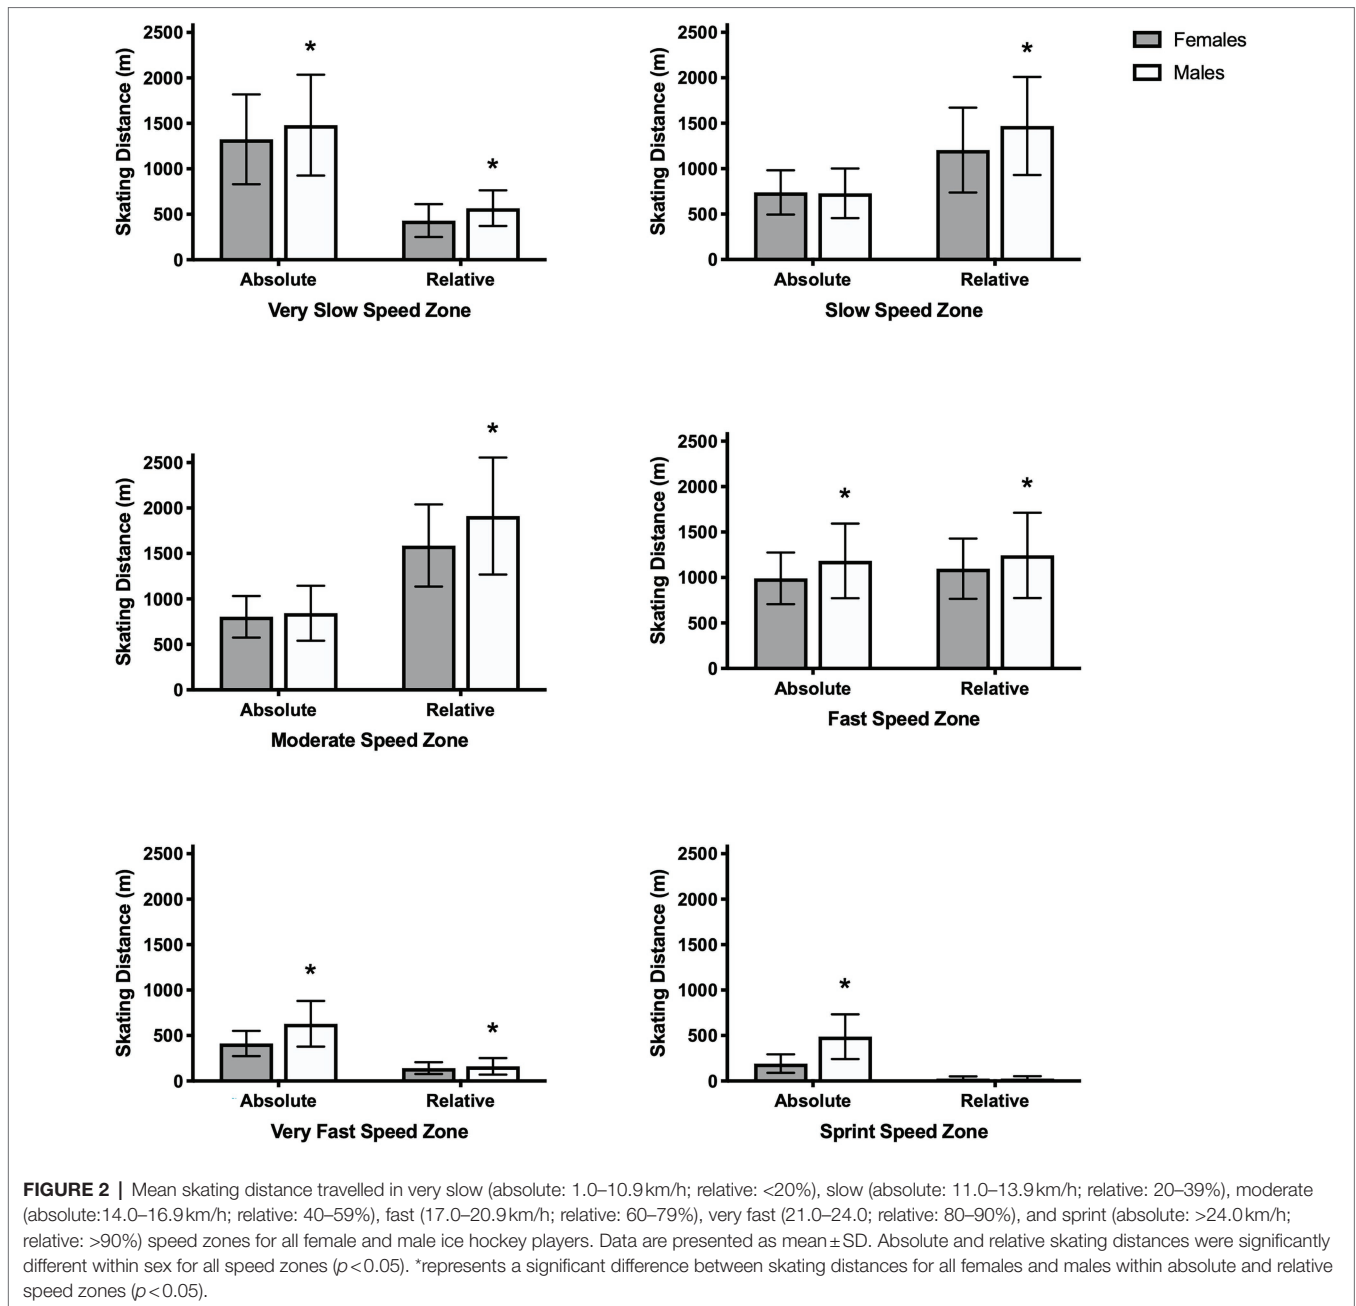 2500
2000
1500
1000
500
0
Skating Distance (m)
*
*
Absolute
Relative
Very Slow Speed Zone
2500
2000
1500
1000
500
0
Skating Distance (m)
*
Absolute
Relative
Slow Speed Zone
Females
Males
2500
2000
1500
1000
500
0
Skating Distance (m)
*
Absolute
Relative
Moderate Speed Zone
2500
2000
1500
1000
500
0
Skating Distance (m)
*
*
Absolute
Relative
Fast Speed Zone
2500
2000
1500
1000
500
0
Skating Distance (m)
*
*
Absolute
Relative
Very Fast Speed Zone
2500
2000
1500
1000
500
0
Skating Distance (m)
*
Absolute
Relative
Sprint Speed Zone
FIGURE 2 | Mean skating distance travelled in very slow (absolute: 1.0–10.9 km/h; relative: <20%), slow (absolute: 11.0–13.9 km/h; relative: 20–39%), moderate
(absolute:14.0–16.9 km/h; relative: 40–59%), fast (17.0–20.9 km/h; relative: 60–79%), very fast (21.0–24.0; relative: 80–90%), and sprint (absolute: >24.0 km/h;
relative: >90%) speed zones for all female and male ice hockey players. Data are presented as mean ± SD. Absolute and relative skating distances were significantly
different within sex for all speed zones (p < 0.05). *represents a significant difference between skating distances for all females and males within absolute and relative
speed zones (p < 0.05).